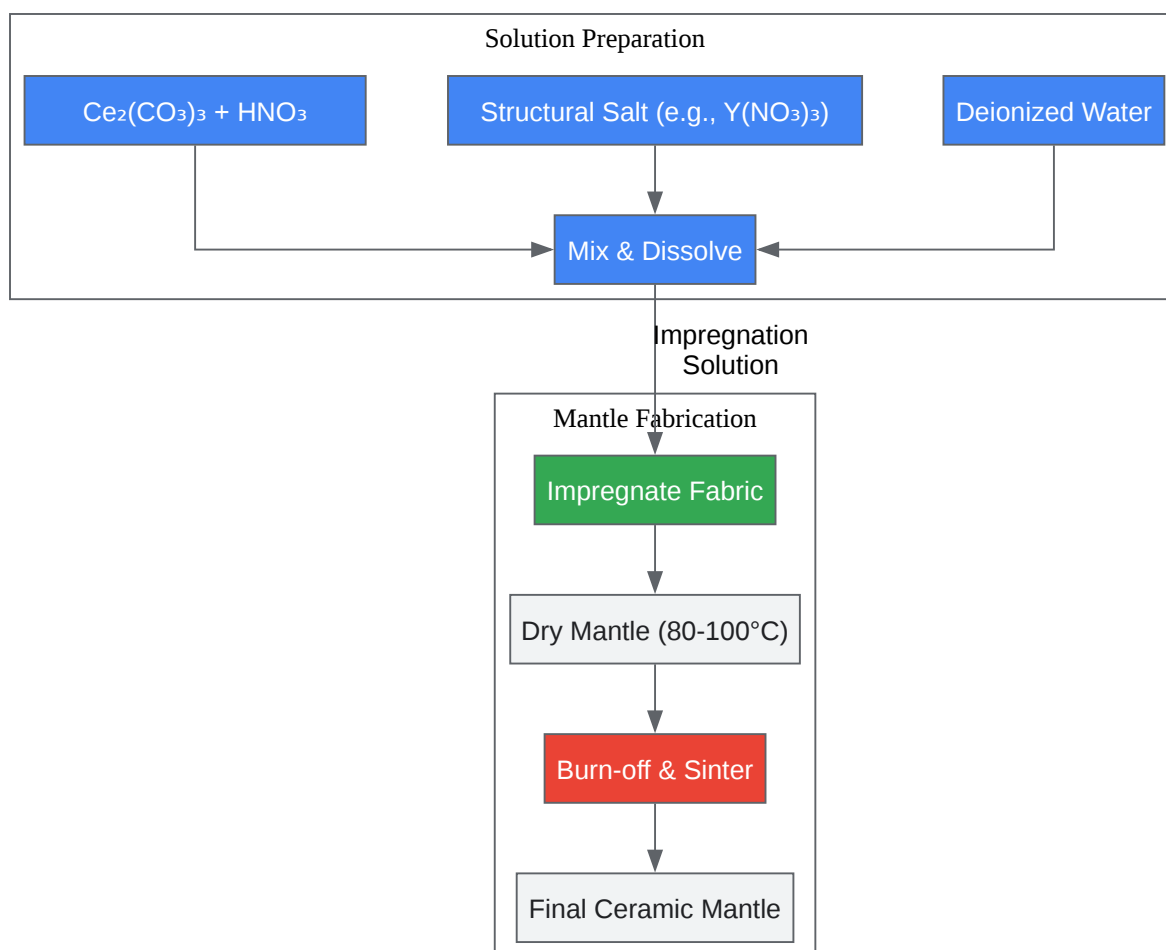 Solution Preparation
Ce₂(CO₃)₃ + HNO₃
Structural Salt (e.g., Y(NO₃)₃)
Deionized Water
Mix & Dissolve
Impregnation
Solution
Mantle Fabrication
Impregnate Fabric
Dry Mantle (80-100°C)
Burn-off & Sinter
Final Ceramic Mantle